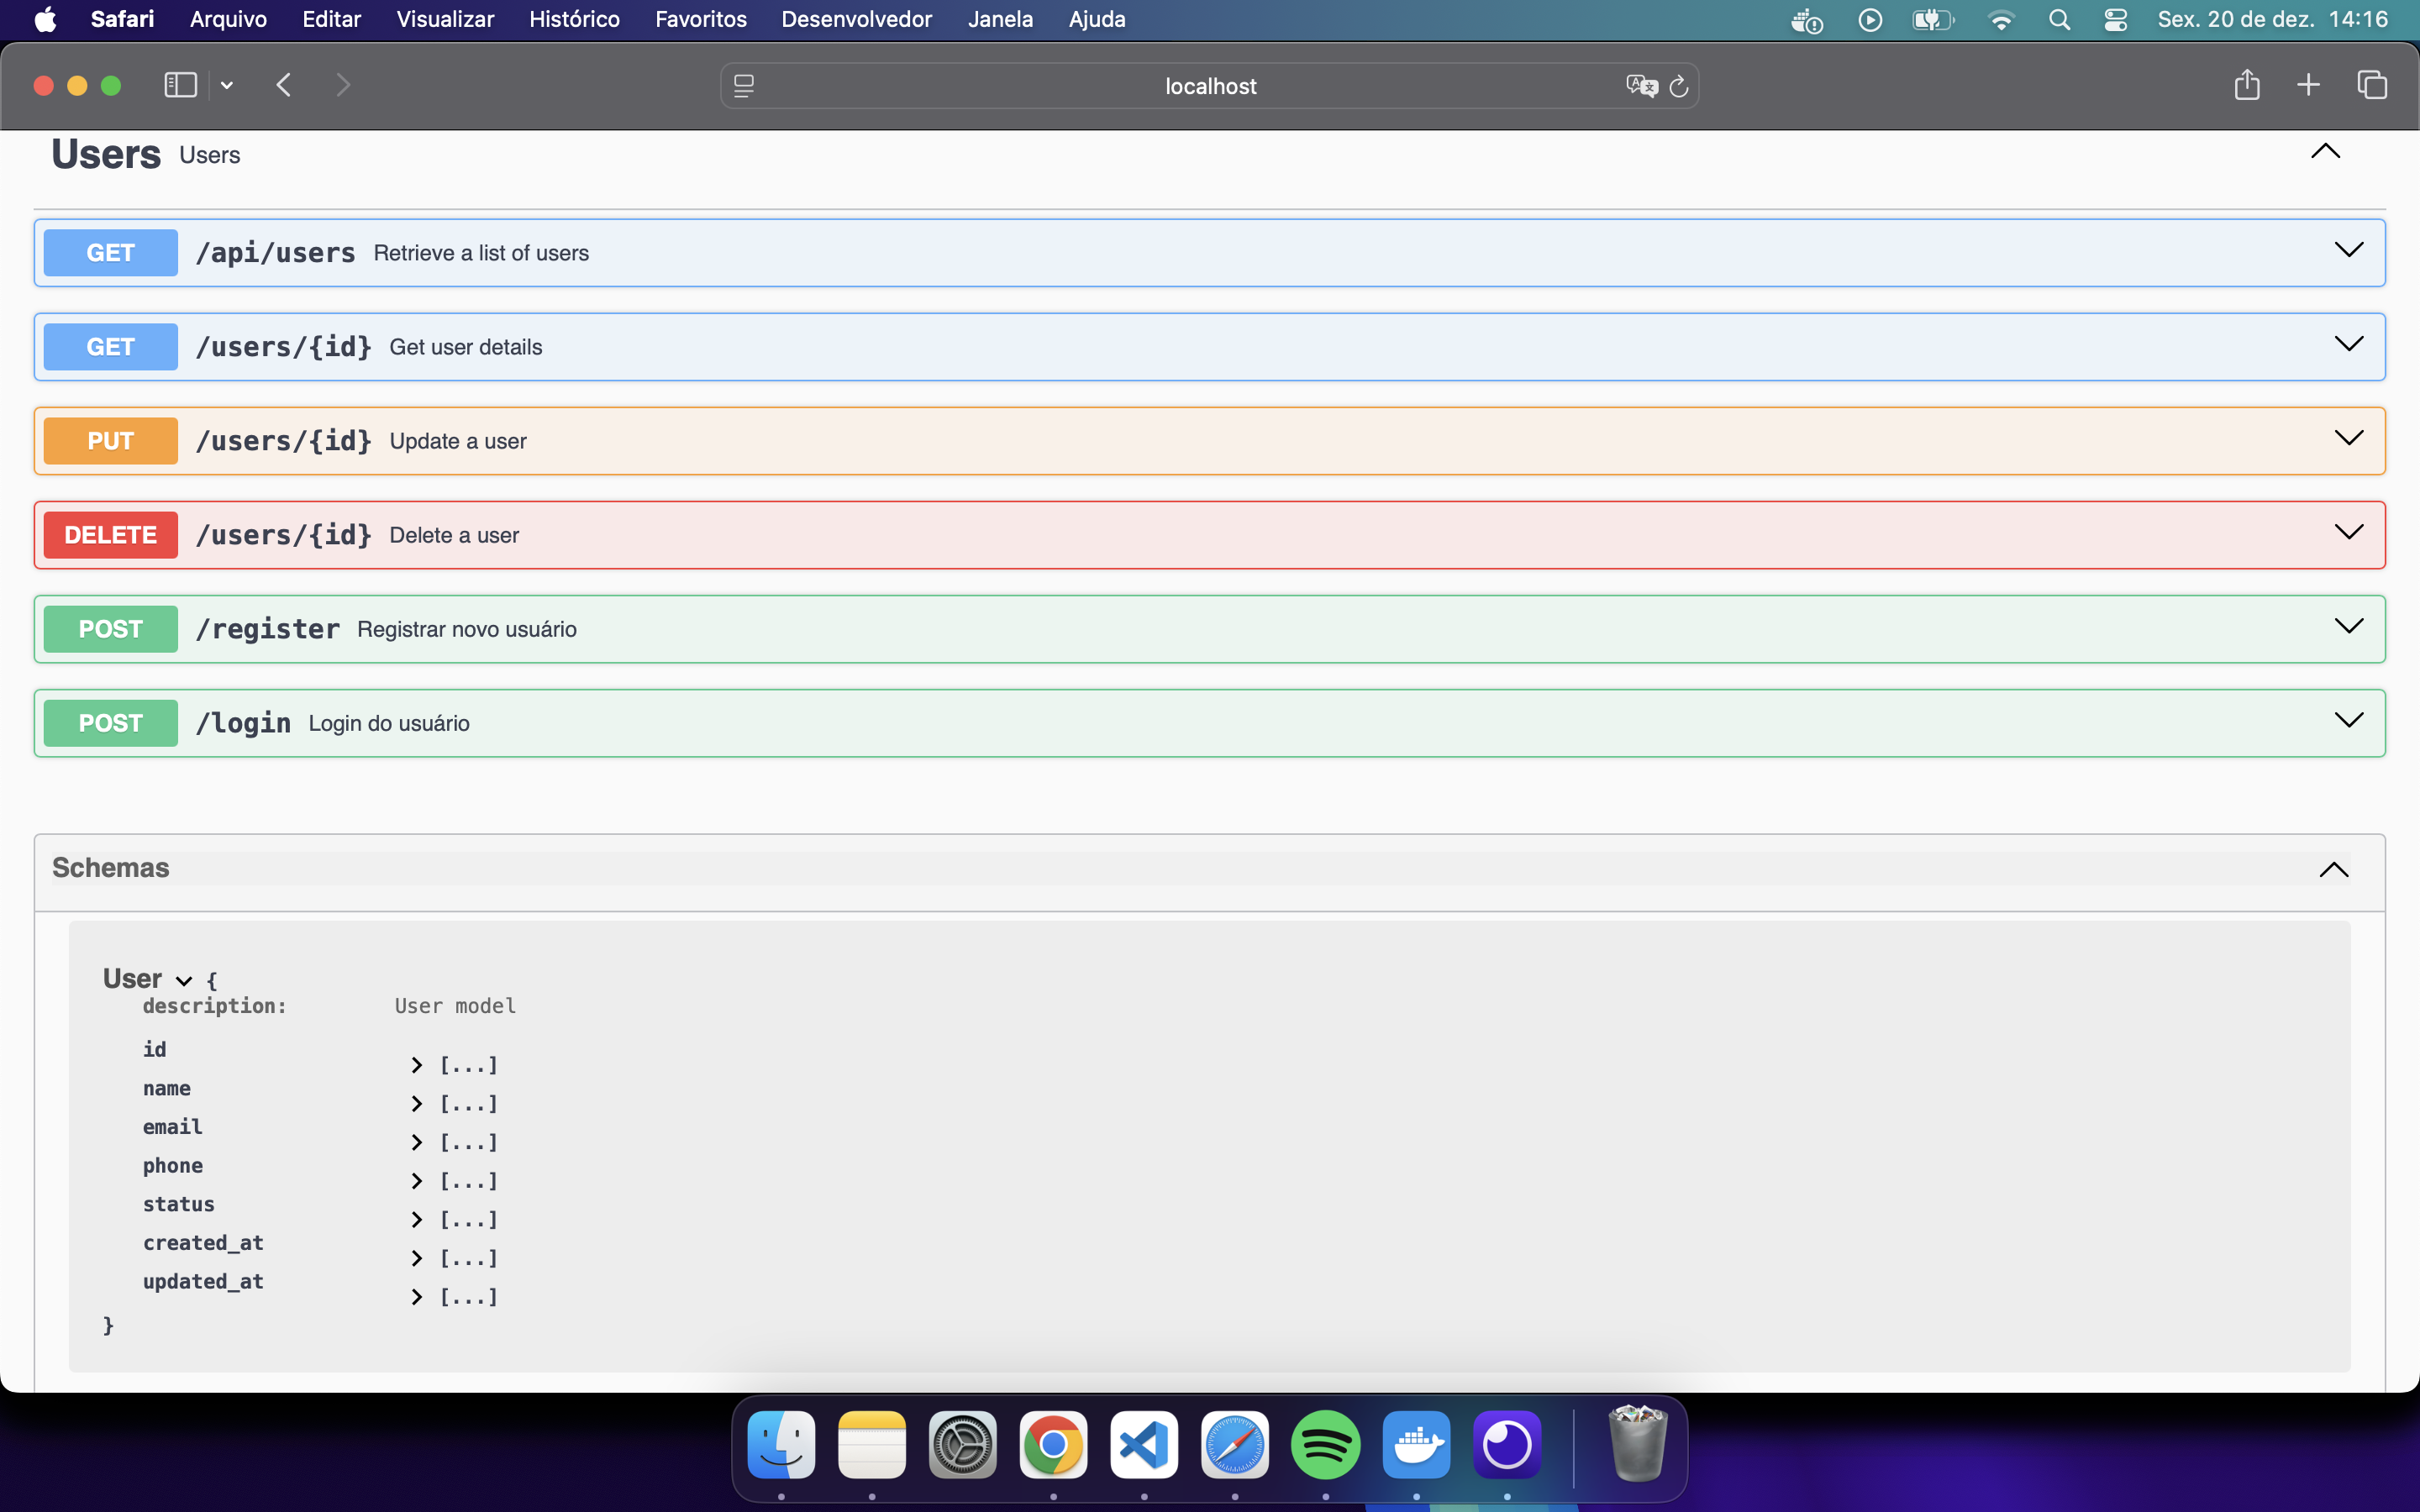 Safari Arquivo Editar Visualizar Histórico Favoritos Desenvolvedor Janela Ajuda Sex. 20 de dez. 14:16
localhost
Users Users
GET /api/users Retrieve a list of users
GET /users/{id} Get user details
PUT /users/{id} Update a user
DELETE /users/{id} Delete a user
POST /register Registrar novo usuário
POST /login Login do usuário
Schemas
User {
description: User model
id [...]
name [...]
email [...]
phone [...]
status [...]
created_at [...]
updated_at [...]
}